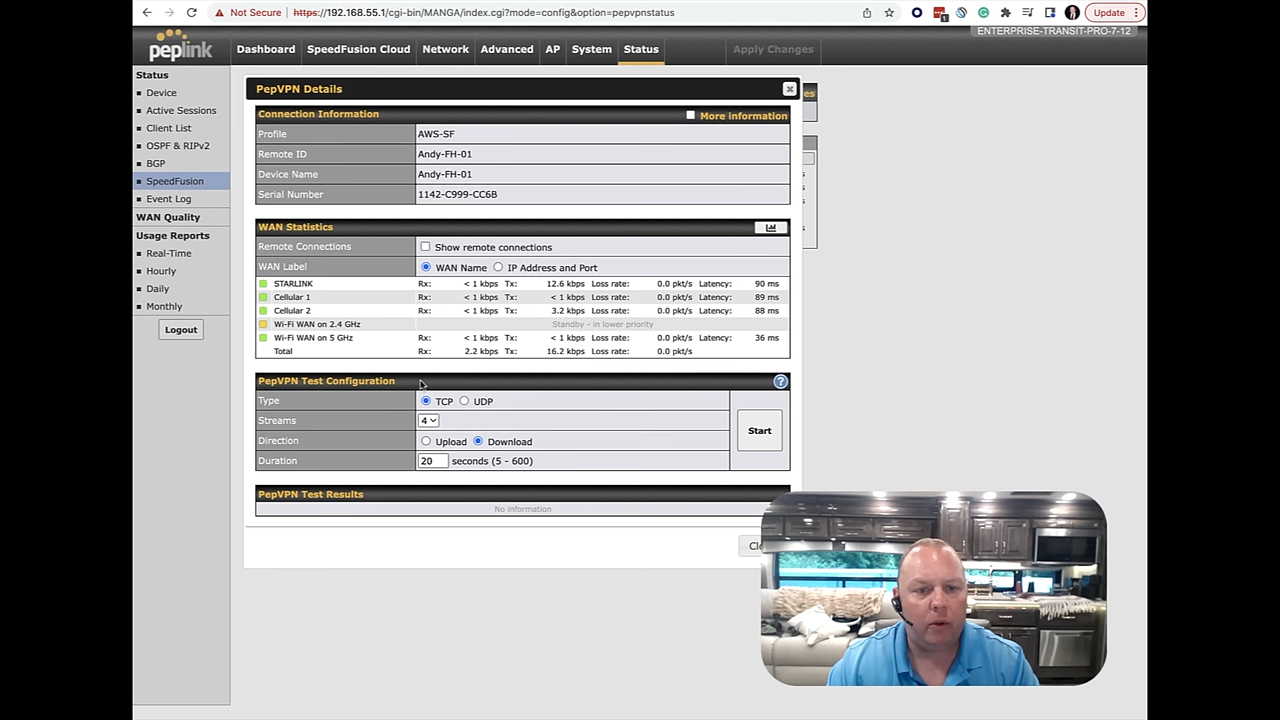 Not Secure https://192.168.55.1/cgi-bin/MANGA/index.cgi?mode=config&option=pepvpnstatus
Update
1
ENTERPRISE-TRANSIT-PRO-7-12
peplink
Dashboard SpeedFusion Cloud Network Advanced AP System Status Apply Changes
Status
Device
Active Sessions
Client List
OSPF & RIPv2
BGP
SpeedFusion
Event Log
WAN Quality
Usage Reports
Real-Time
Hourly
Daily
Monthly
Logout
PepVPN Details
es
Connection Information More information
Profile AWS-SF
Remote ID Andy-FH-01
Device Name Andy-FH-01
Serial Number 1142-C999-CC6B
WAN Statistics
Remote Connections Show remote connections
WAN Label WAN Name IP Address and Port
STARLINK Rx: < 1 kbps Tx: 12.6 kbps Loss rate: 0.0 pkt/s Latency: 90 ms
Cellular 1 Rx: < 1 kbps Tx: < 1 kbps Loss rate: 0.0 pkt/s Latency: 89 ms
Cellular 2 Rx: < 1 kbps Tx: 3.2 kbps Loss rate: 0.0 pkt/s Latency: 88 ms
Wi-Fi WAN on 2.4 GHz Standby - in lower priority
Wi-Fi WAN on 5 GHz Rx: < 1 kbps Tx: < 1 kbps Loss rate: 0.0 pkt/s Latency: 36 ms
Total Rx: 2.2 kbps Tx: 16.2 kbps Loss rate: 0.0 pkt/s
PepVPN Test Configuration ?
Type TCP UDP
Streams 4
Direction Upload Download
Duration 20 seconds (5 - 600)
Start
PepVPN Test Results
No information